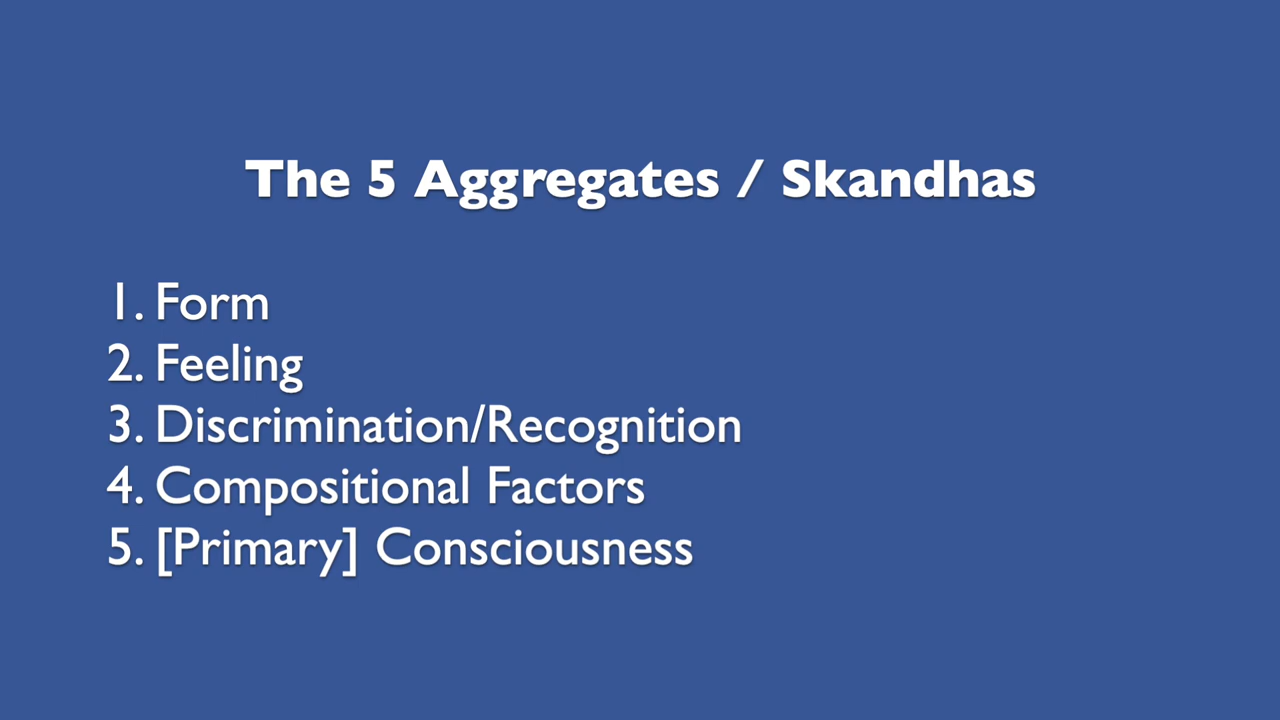 The 5 Aggregates / Skandhas
1. Form
2. Feeling
3. Discrimination/Recognition
4. Compositional Factors
5. [Primary] Consciousness